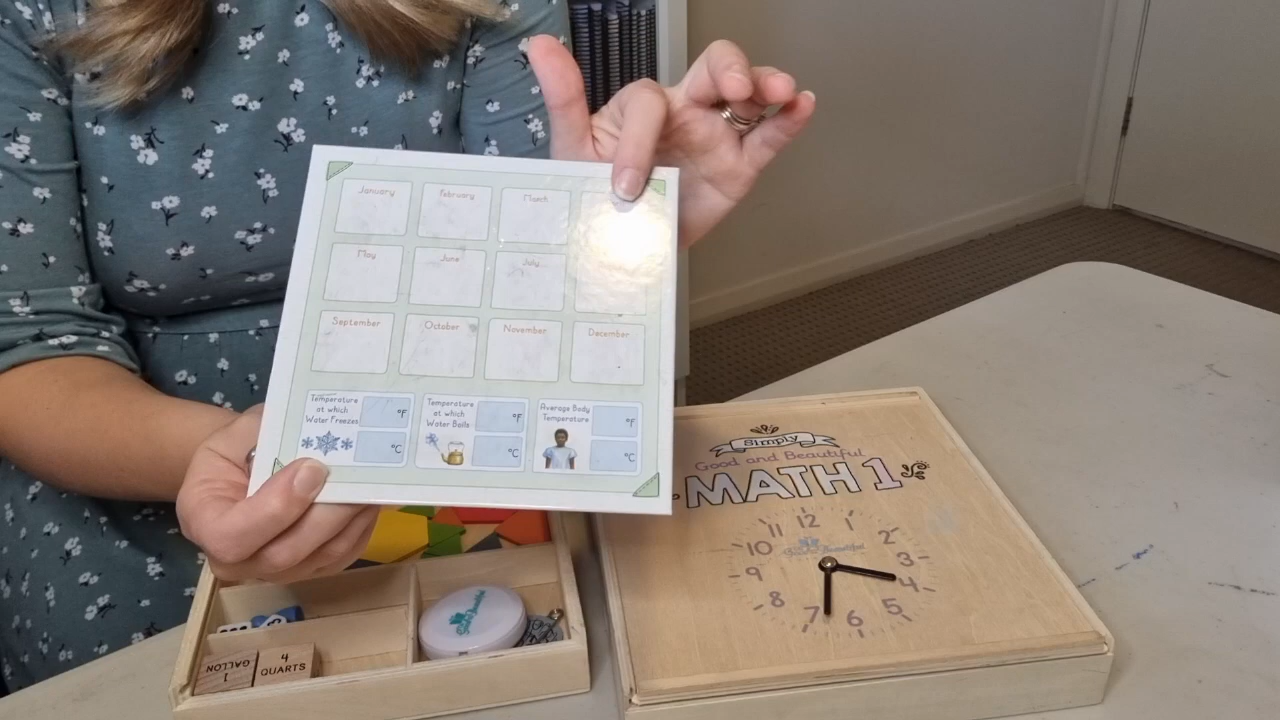 January
February
March
May
June
July
September
October
November
December
Temperature
at which
Water Freezes
°F
°C
Temperature
at which
Water Boils
°F
°C
Average Body
Temperature
°F
°C
Simply
Good and Beautiful
MATH 1
12
1
2
3
4
5
6
7
8
9
10
11
1
GALLON
4
QUARTS